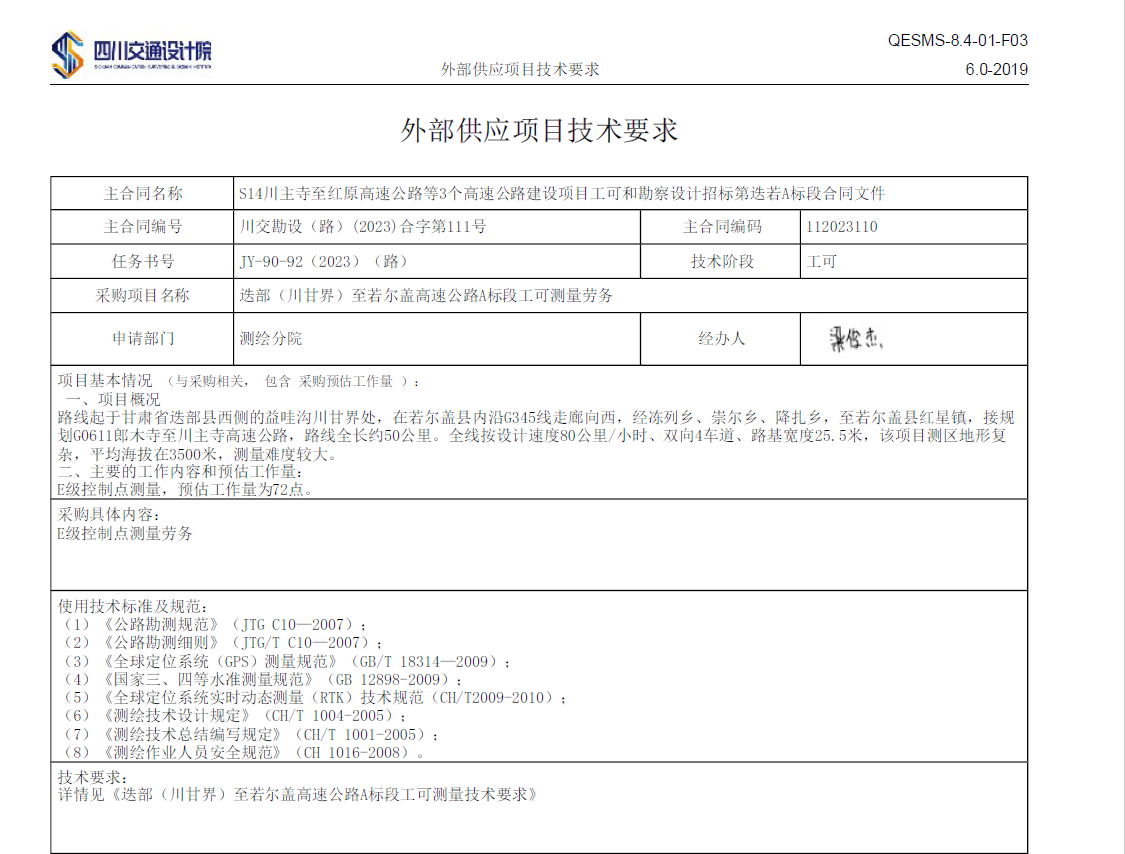 四川交通设计院
SICHUAN COMMUNICATION SURVEYING & DESIGN INSTITUTE
QESMS-8.4-01-F03
外部供应项目技术要求
6.0-2019
外部供应项目技术要求
主合同名称 S14川主寺至红原高速公路等3个高速公路建设项目工可和勘察设计招标第迭若A标段合同文件
主合同编号 川交勘设（路）(2023)合字第111号 主合同编码 112023110
任务书号 JY-90-92（2023）（路） 技术阶段 工可
采购项目名称 迭部（川甘界）至若尔盖高速公路A标段工可测量劳务
申请部门 测绘分院 经办人 梁俊杰
项目基本情况 （与采购相关， 包含 采购预估工作量 ）:
一、项目概况
路线起于甘肃省迭部县西侧的益哇沟川甘界处，在若尔盖县内沿G345线走廊向西，经冻列乡、崇尔乡、降扎乡，至若尔盖县红星镇，接规
划G0611郎木寺至川主寺高速公路，路线全长约50公里。全线按设计速度80公里/小时、双向4车道、路基宽度25.5米，该项目测区地形复
杂，平均海拔在3500米，测量难度较大。
二、主要的工作内容和预估工作量：
E级控制点测量，预估工作量为72点。
采购具体内容：
E级控制点测量劳务
使用技术标准及规范：
（1）《公路勘测规范》（JTG C10—2007）；
（2）《公路勘测细则》（JTG/T C10—2007）；
（3）《全球定位系统（GPS）测量规范》（GB/T 18314—2009）；
（4）《国家三、四等水准测量规范》（GB 12898-2009）；
（5）《全球定位系统实时动态测量（RTK）技术规范（CH/T2009-2010）；
（6）《测绘技术设计规定》（CH/T 1004-2005）；
（7）《测绘技术总结编写规定》（CH/T 1001-2005）；
（8）《测绘作业人员安全规范》（CH 1016-2008）。
技术要求：
详情见《迭部（川甘界）至若尔盖高速公路A标段工可测量技术要求》